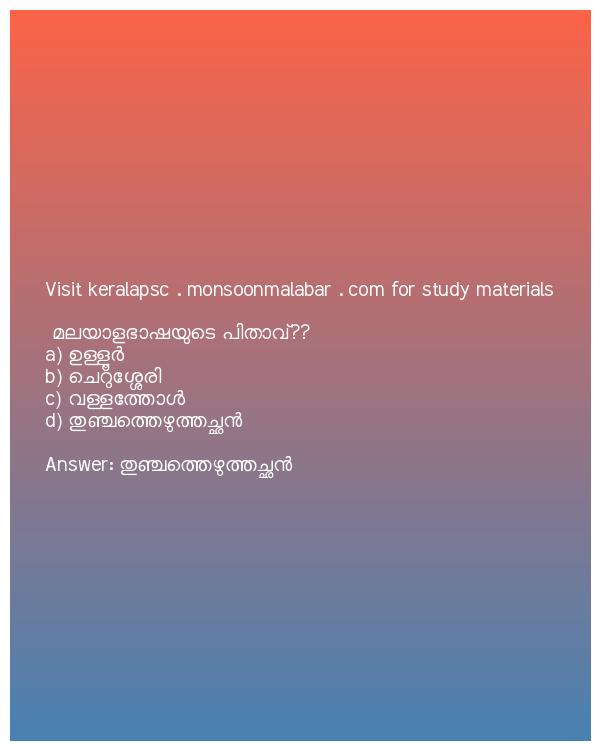 Visit keralapsc . monsoonmalabar . com for study materials
മലയാളഭാഷയുടെ പിതാവ്??
a) ഉള്ളൂർ
b) ചെറുശ്ശേരി
c) വള്ളത്തോൾ
d) തുഞ്ചത്തെഴുത്തച്ഛൻ
Answer: തുഞ്ചത്തെഴുത്തച്ഛൻ